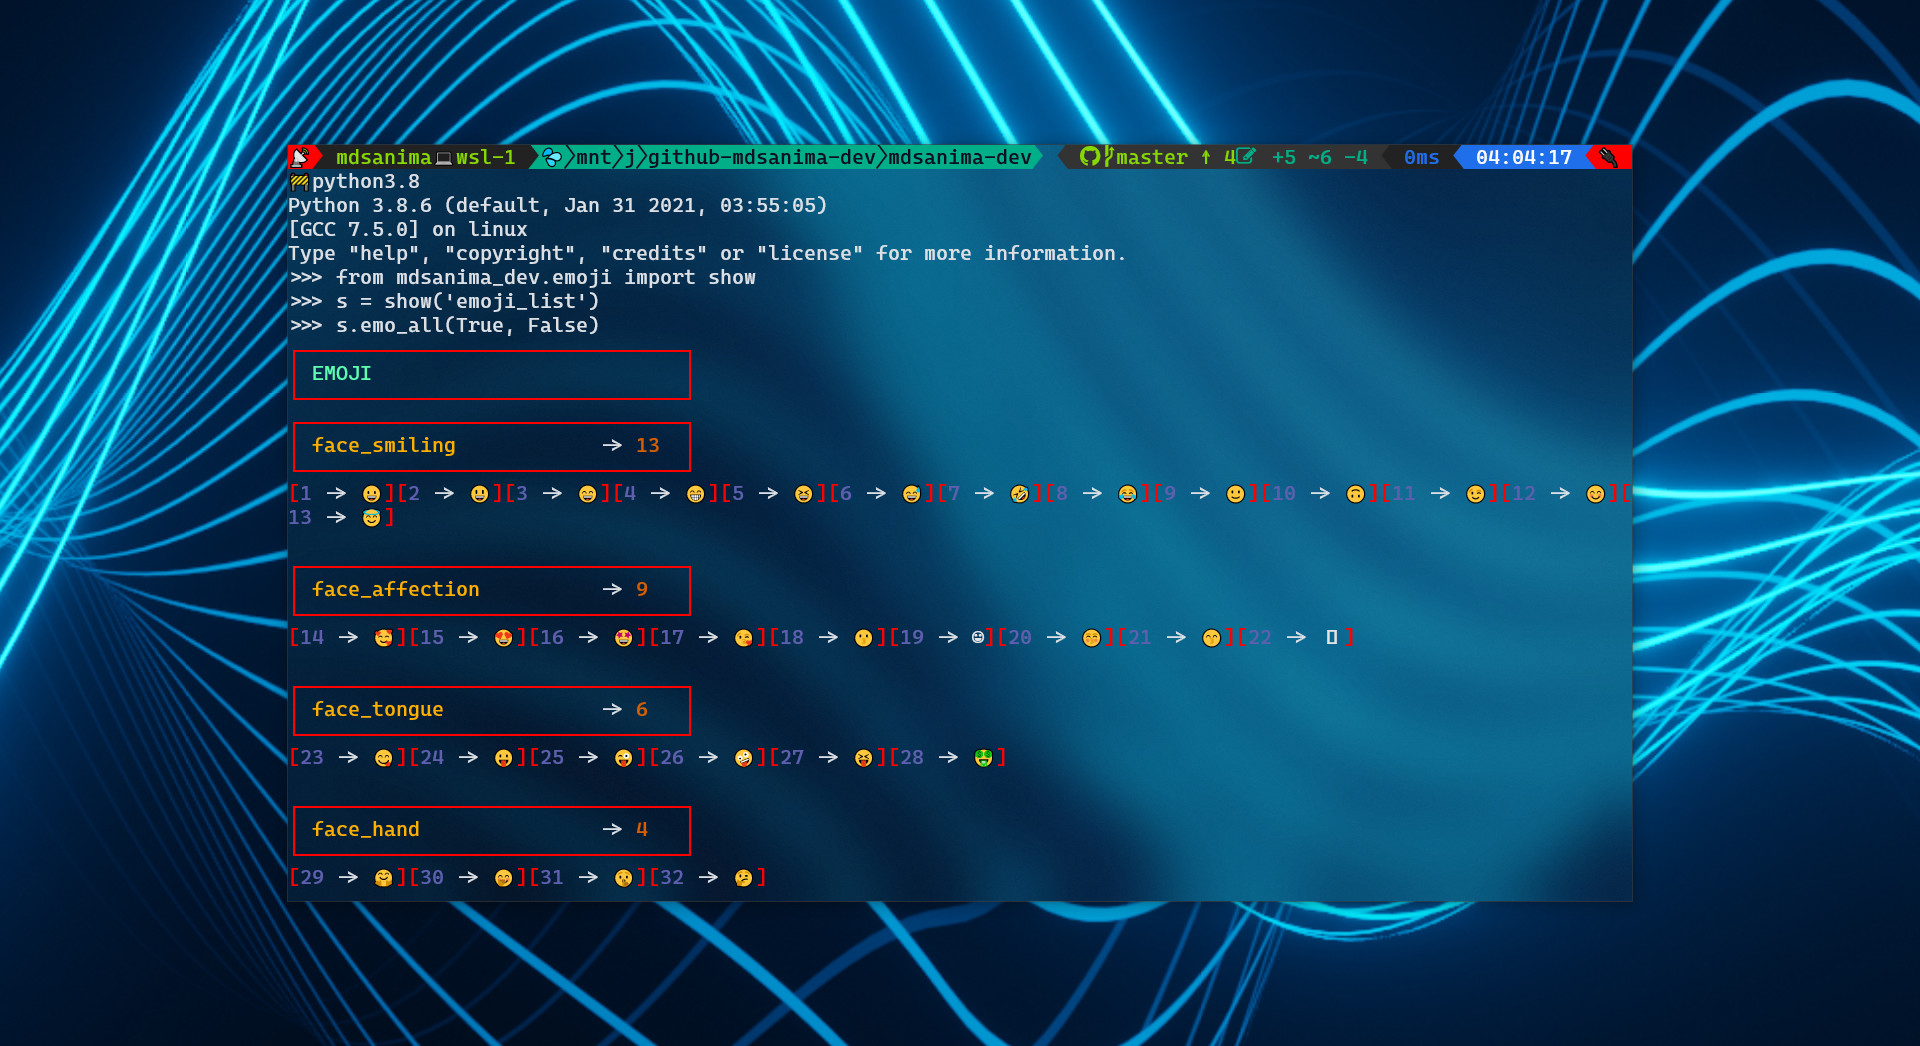 mdsanima💻wsl-1 mnt j github-mdsanima-dev mdsanima-dev master ↑ 4 +5 ~6 -4 0ms 04:04:17
🚧python3.8
Python 3.8.6 (default, Jan 31 2021, 03:55:05)
[GCC 7.5.0] on linux
Type "help", "copyright", "credits" or "license" for more information.
>>> from mdsanima_dev.emoji import show
>>> s = show('emoji_list')
>>> s.emo_all(True, False)
EMOJI
face_smiling → 13
[1 → 😀][2 → 😃][3 → 😄][4 → 😁][5 → 😆][6 → 😅][7 → 🤣][8 → 😂][9 → 🙂][10 → 🙃][11 → 😉][12 → 😊][
13 → 😇]
face_affection → 9
[14 → 🥰][15 → 😍][16 → 🤩][17 → 😘][18 → 😗][19 → ☺][20 → 😚][21 → 😙][22 → ▯]
face_tongue → 6
[23 → 😋][24 → 😛][25 → 😜][26 → 🤪][27 → 😝][28 → 🤑]
face_hand → 4
[29 → 🤗][30 → 🤭][31 → 🤫][32 → 🤔]